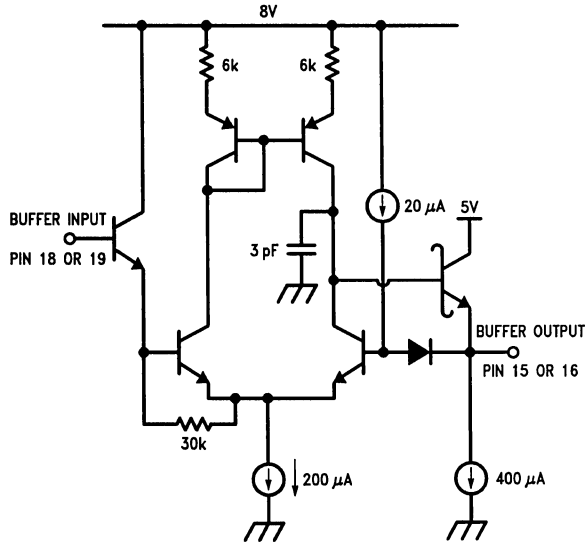 8V
6k
6k
20 µA
5V
BUFFER INPUT
PIN 18 OR 19
3 pF
BUFFER OUTPUT
PIN 15 OR 16
30k
200 µA
400 µA